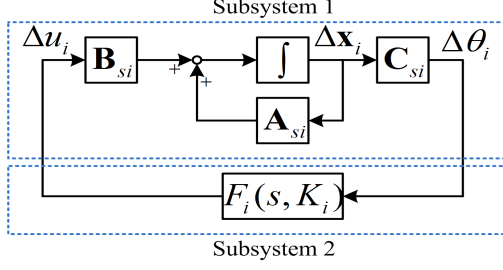 Subsystem 1
Δu_i
B_si
+
+
∫
Δx_i
C_si
Δθ_i
A_si
F_i(s, K_i)
Subsystem 2